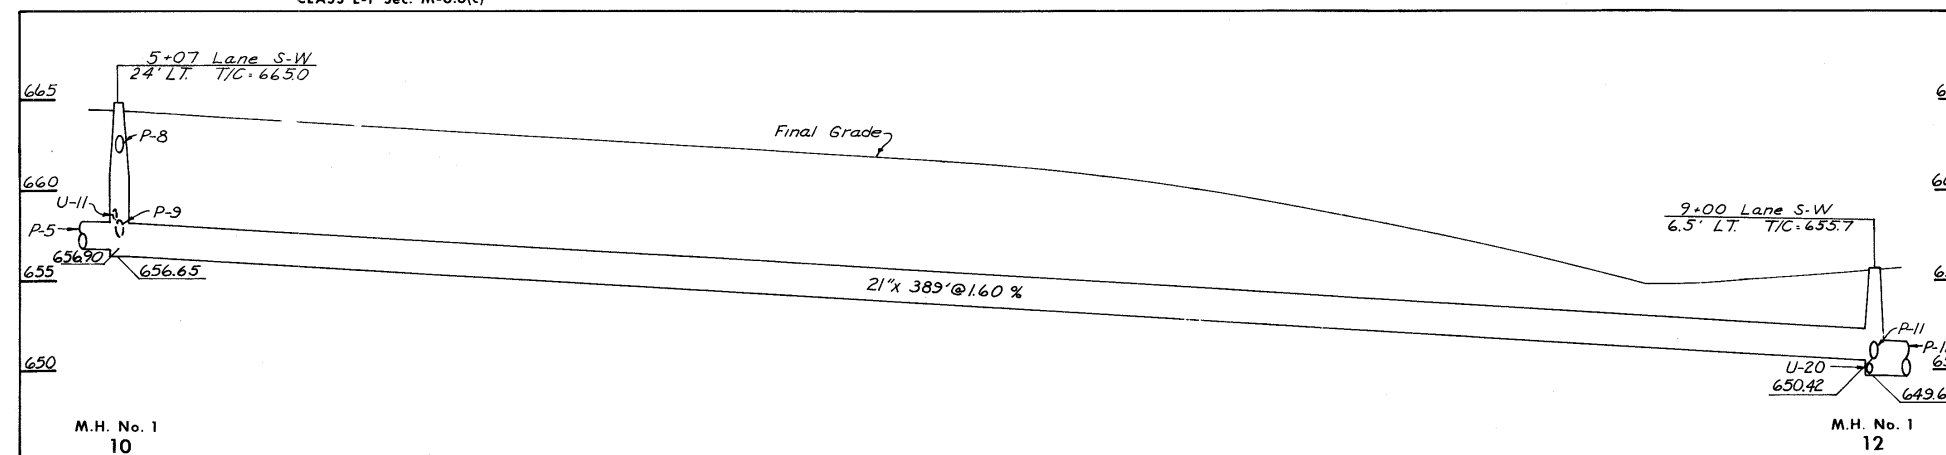 5+07 Lane S-W
24' LT. T/C=665.0
665
P-8
Final Grade
660
U-11
P-9
P-5
9+00 Lane S-W
6.5' LT. T/C=655.7
656.90
656.65
655
21"x 389'@1.60 %
P-11
650
U-20
650.42
M.H. No. 1
10
M.H. No. 1
12